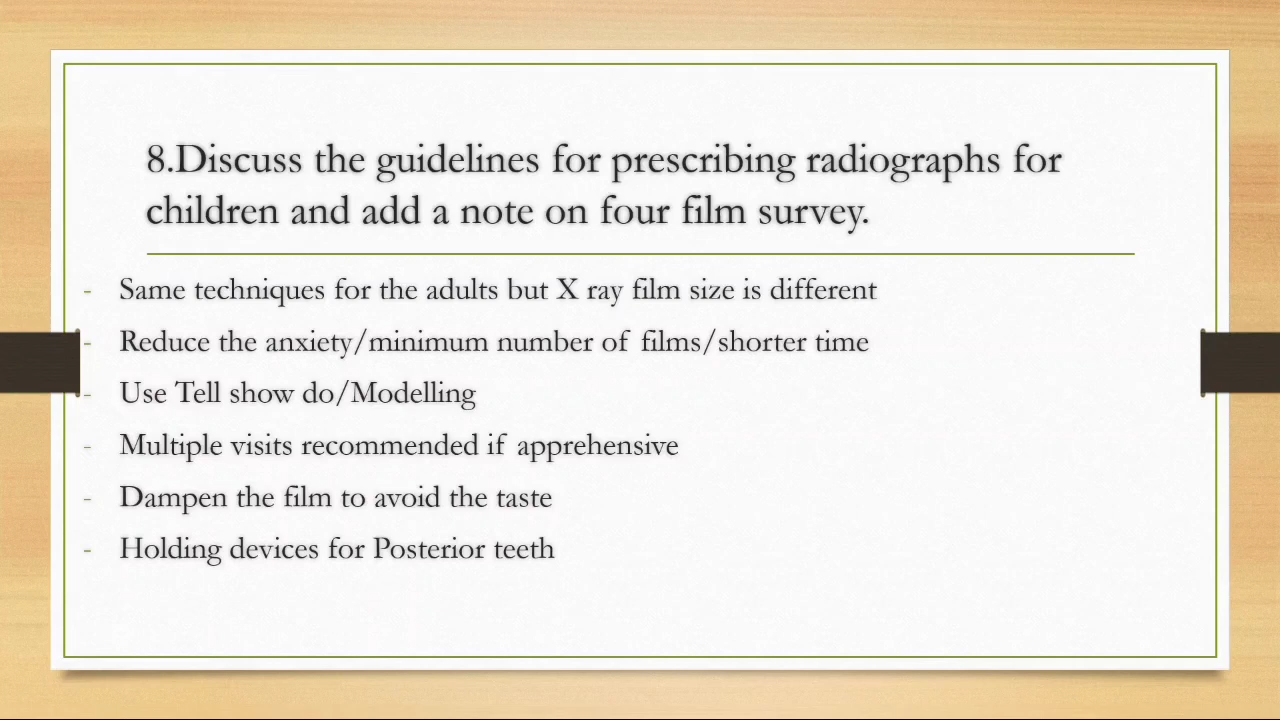 8.Discuss the guidelines for prescribing radiographs for
children and add a note on four film survey.
- Same techniques for the adults but X ray film size is different
- Reduce the anxiety/minimum number of films/shorter time
- Use Tell show do/Modelling
- Multiple visits recommended if apprehensive
- Dampen the film to avoid the taste
- Holding devices for Posterior teeth